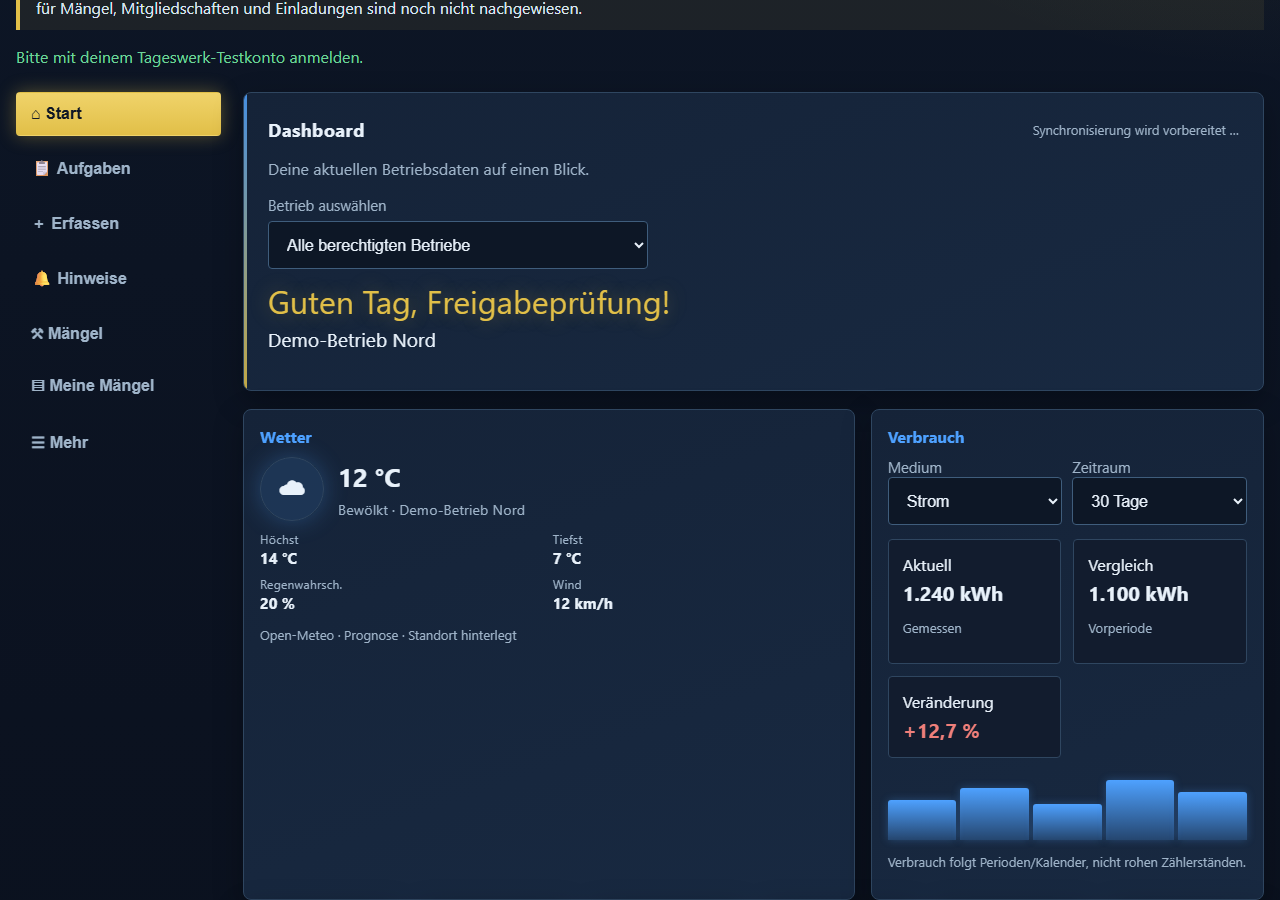 für Mängel, Mitgliedschaften und Einladungen sind noch nicht nachgewiesen.
Bitte mit deinem Tageswerk-Testkonto anmelden.
Start
Aufgaben
+ Erfassen
Hinweise
Mängel
Meine Mängel
Mehr
Dashboard
Synchronisierung wird vorbereitet ...
Deine aktuellen Betriebsdaten auf einen Blick.
Betrieb auswählen
Alle berechtigten Betriebe
Guten Tag, Freigabeprüfung!
Demo-Betrieb Nord
Wetter
12 °C
Bewölkt · Demo-Betrieb Nord
Höchst
14 °C
Tiefst
7 °C
Regenwahrsch.
20 %
Wind
12 km/h
Open-Meteo · Prognose · Standort hinterlegt
Verbrauch
Medium
Strom
Zeitraum
30 Tage
Aktuell
1.240 kWh
Gemessen
Vergleich
1.100 kWh
Vorperiode
Veränderung
+12,7 %
Verbrauch folgt Perioden/Kalender, nicht rohen Zählerständen.